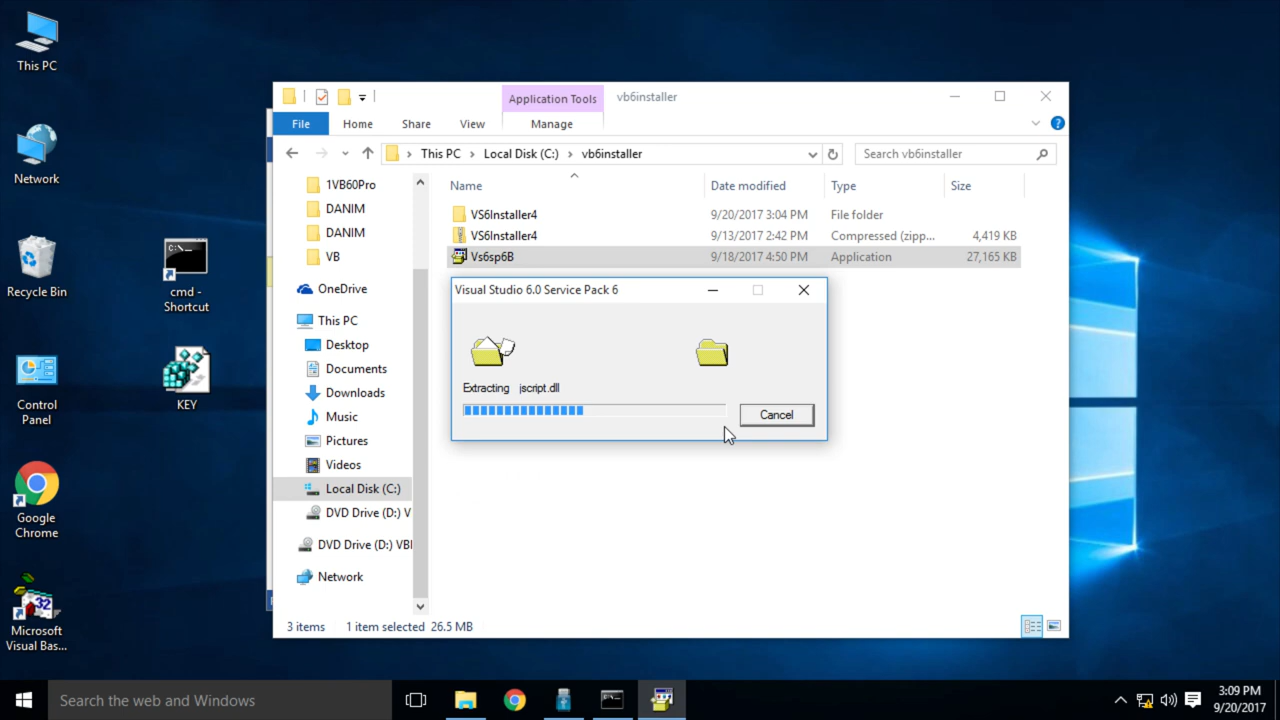 This PC
Network
Recycle Bin
Control
Panel
Google
Chrome
Microsoft
Visual Bas...
cmd -
Shortcut
KEY
Application Tools
vb6installer
File
Home
Share
View
Manage
This PC
Local Disk (C:)
vb6installer
Search vb6installer
1VB60Pro
DANIM
DANIM
VB
OneDrive
This PC
Desktop
Documents
Downloads
Music
Pictures
Videos
Local Disk (C:)
DVD Drive (D:) V
DVD Drive (D:) VB
Network
Name
Date modified
Type
Size
VS6Installer4 9/20/2017 3:04 PM File folder
VS6Installer4 9/13/2017 2:42 PM Compressed (zipp... 4,419 KB
Vs6sp6B 9/18/2017 4:50 PM Application 27,165 KB
Visual Studio 6.0 Service Pack 6
Extracting jscript.dll
Cancel
3 items 1 item selected 26.5 MB
Search the web and Windows
3:09 PM
9/20/2017